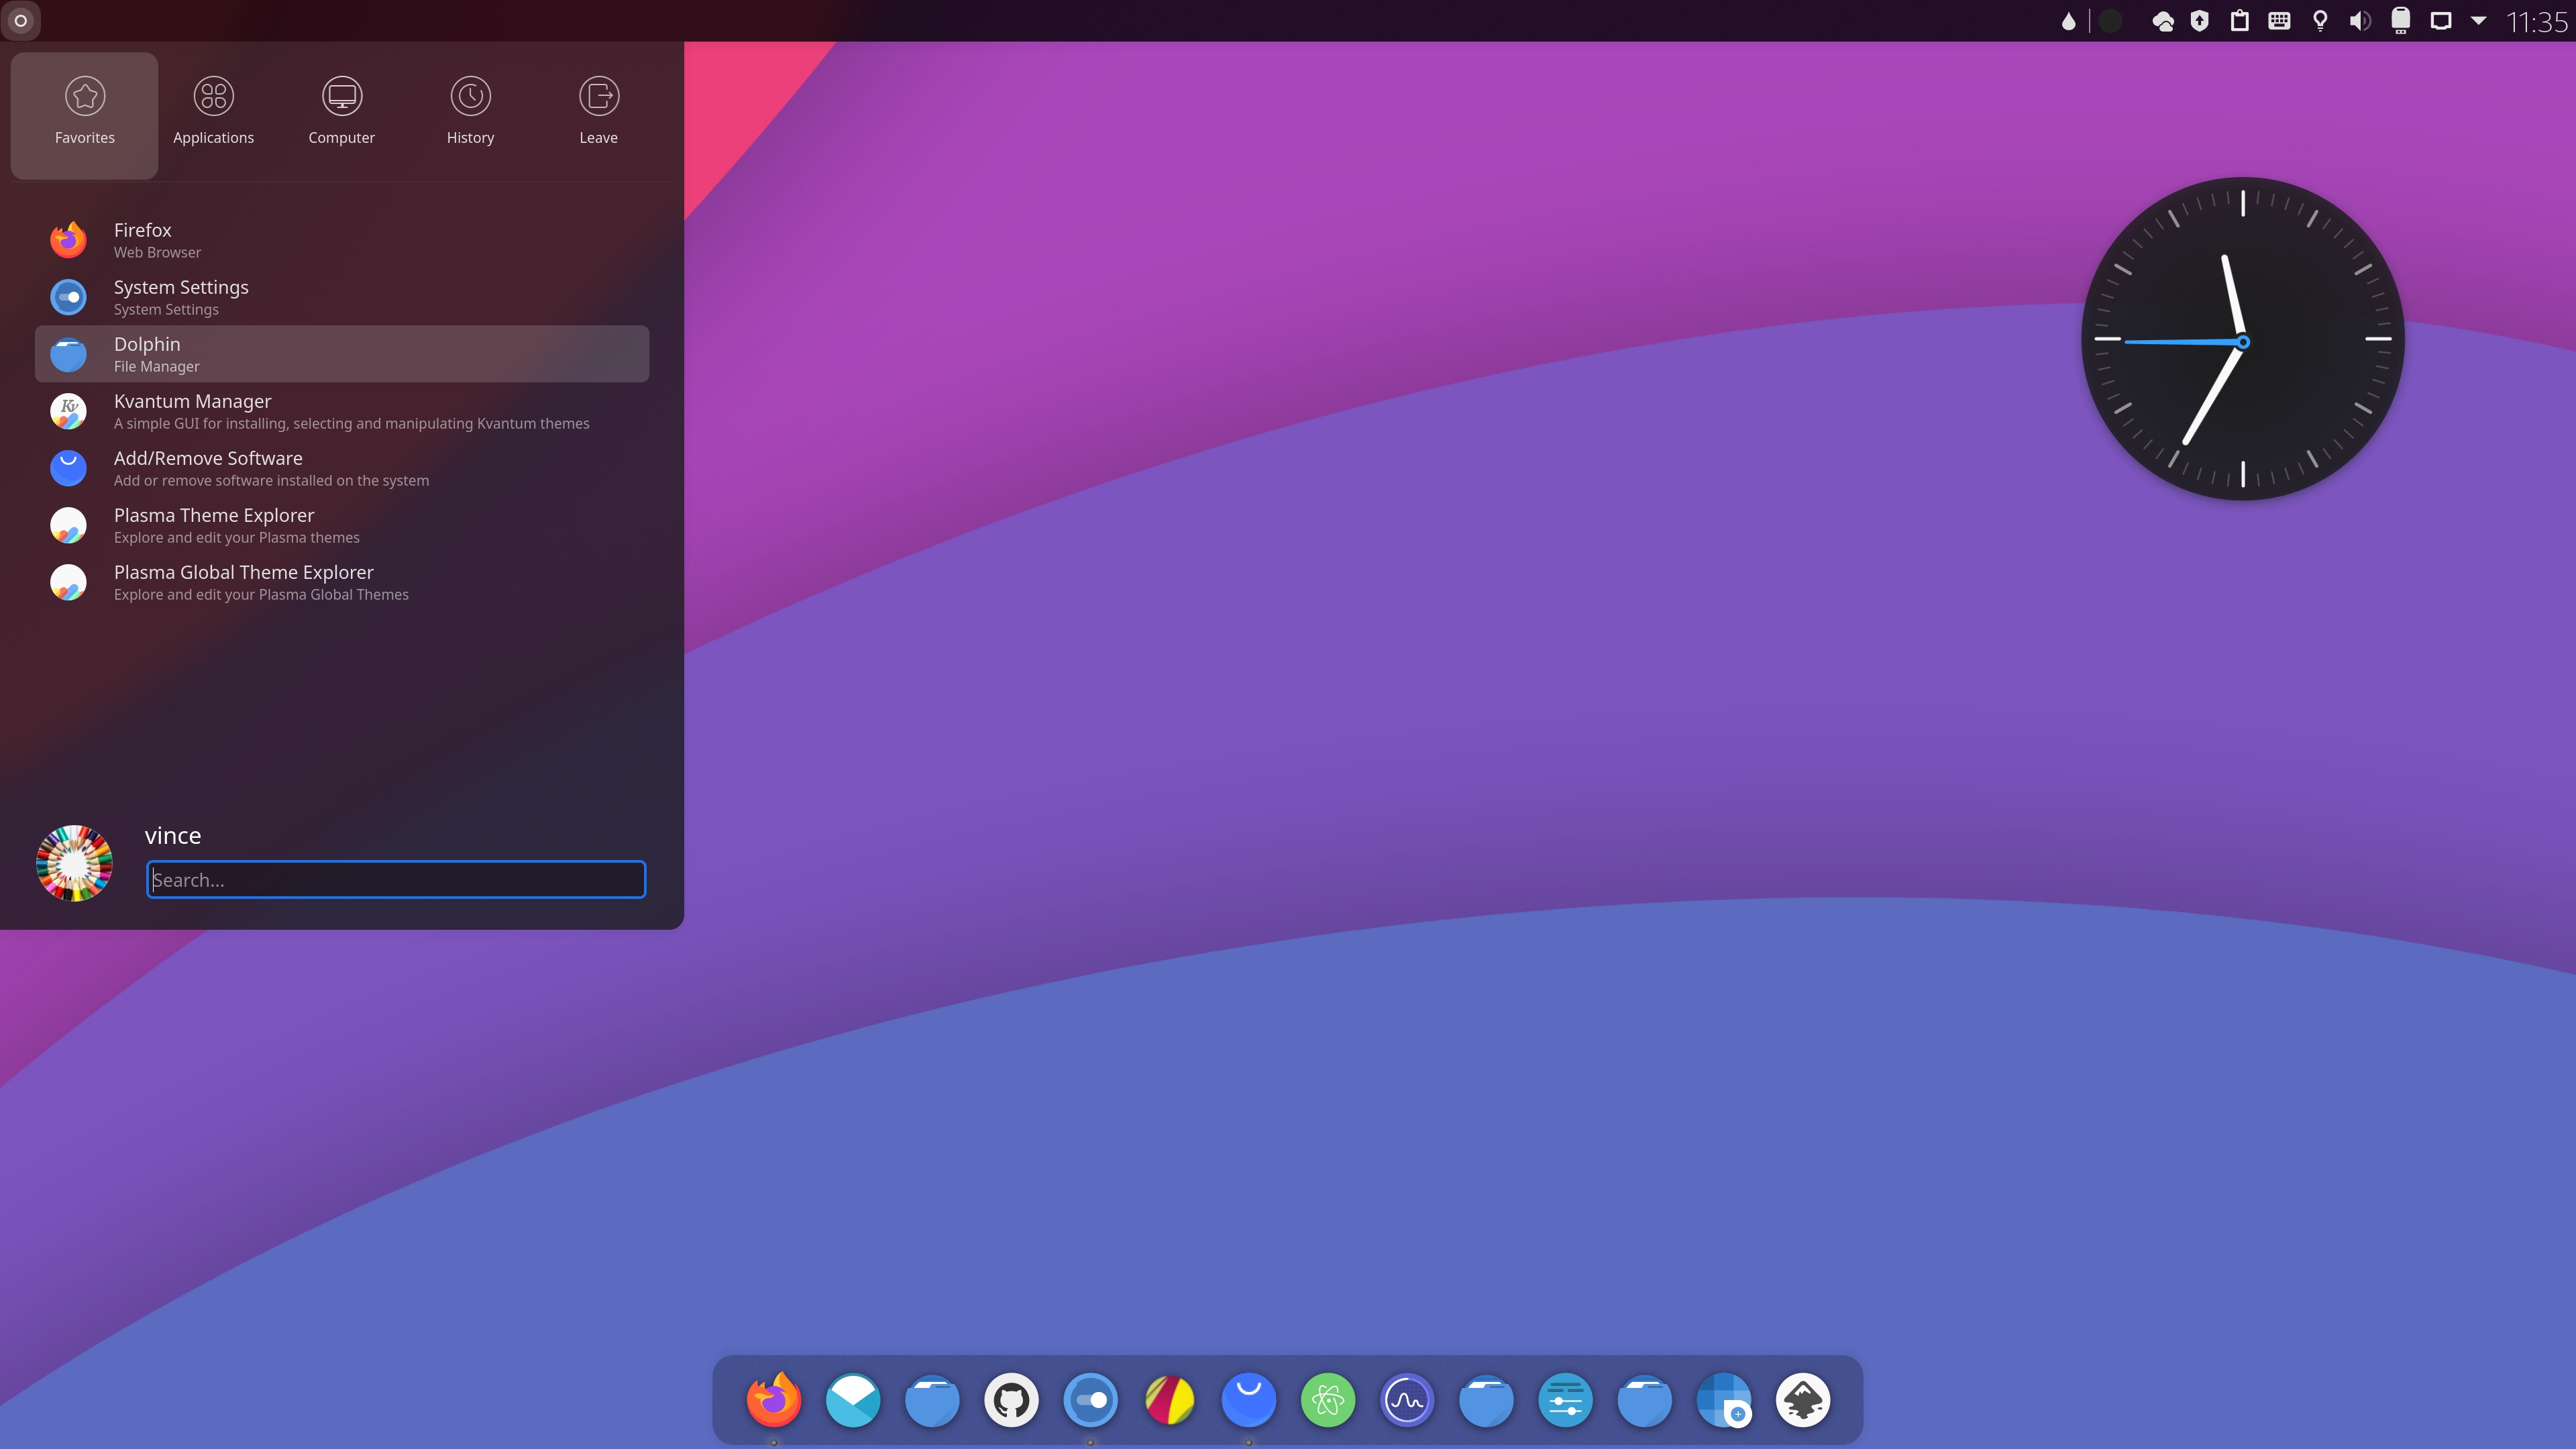 11:35
Favorites
Applications
Computer
History
Leave
Firefox
Web Browser
System Settings
System Settings
Dolphin
File Manager
Kvantum Manager
A simple GUI for installing, selecting and manipulating Kvantum themes
Add/Remove Software
Add or remove software installed on the system
Plasma Theme Explorer
Explore and edit your Plasma themes
Plasma Global Theme Explorer
Explore and edit your Plasma Global Themes
vince
Search...
Kv